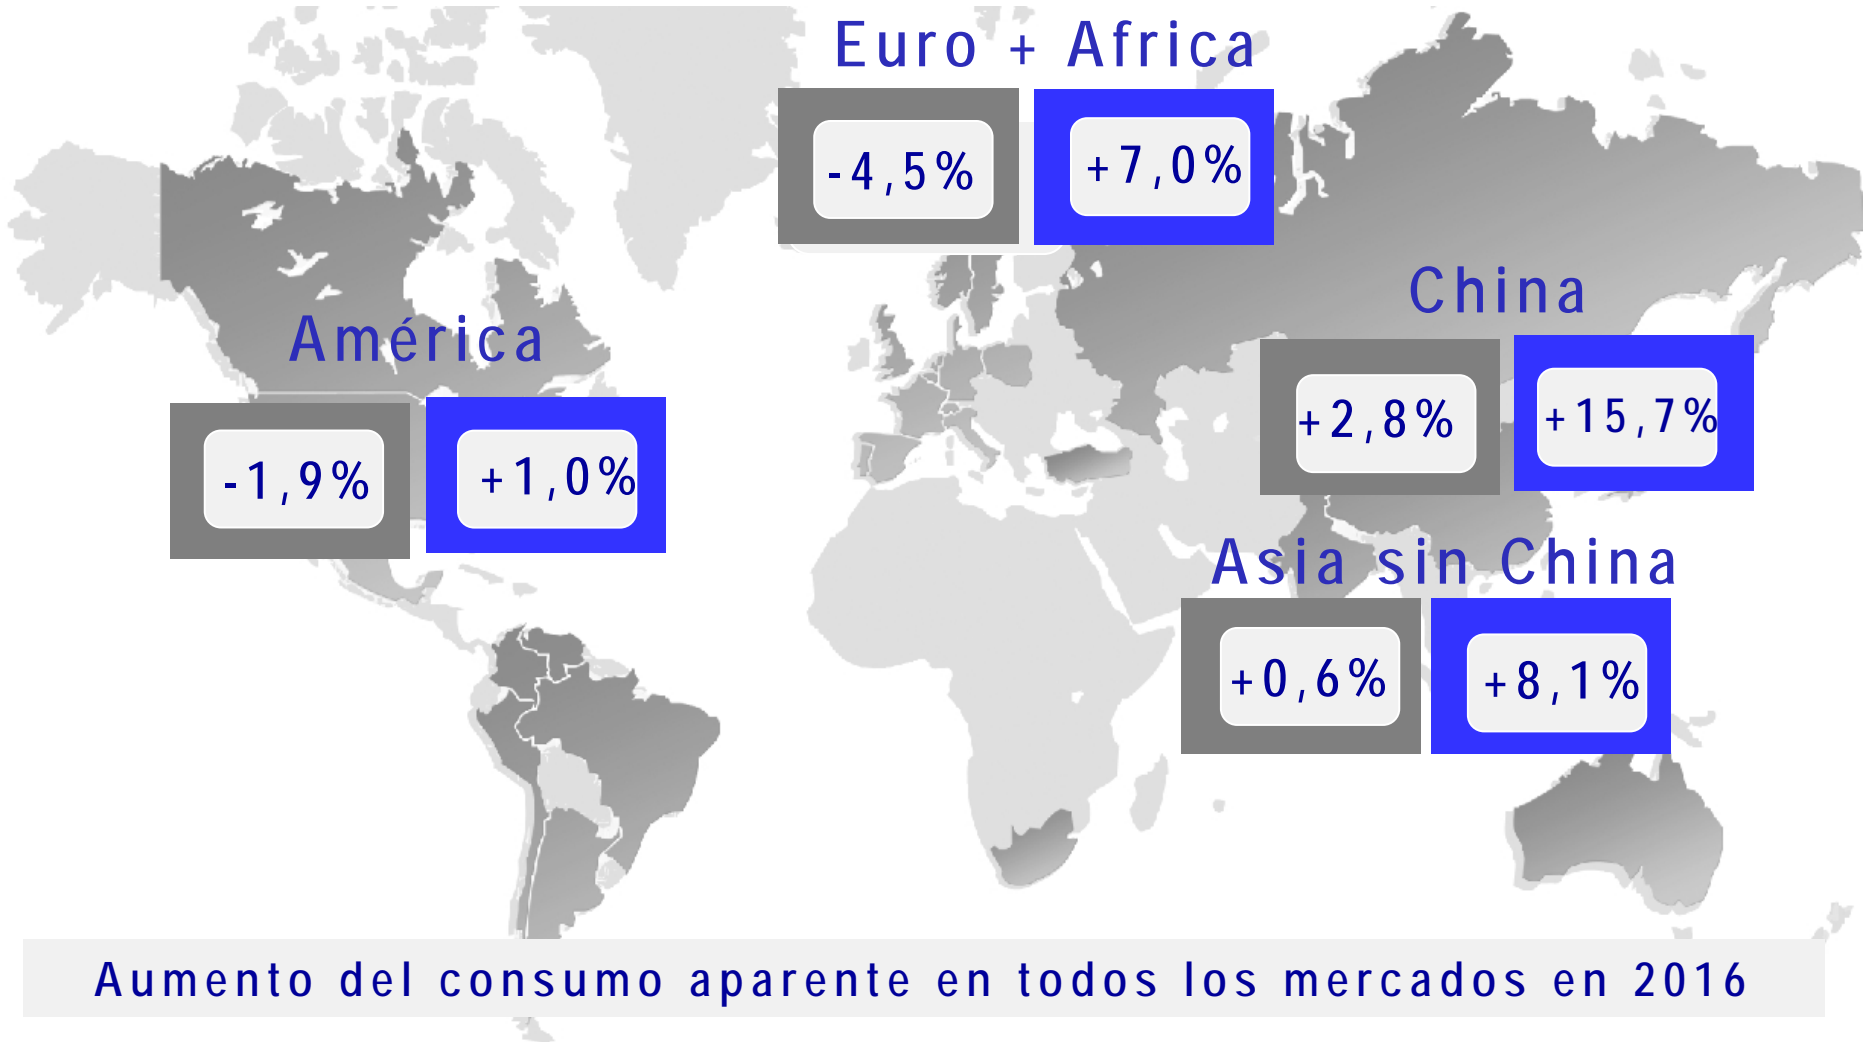 Euro + Africa
-4,5%
+7,0%
China
+2,8%
+15,7%
América
-1,9%
+1,0%
Asia sin China
+0,6%
+8,1%
Aumento del consumo aparente en todos los mercados en 2016